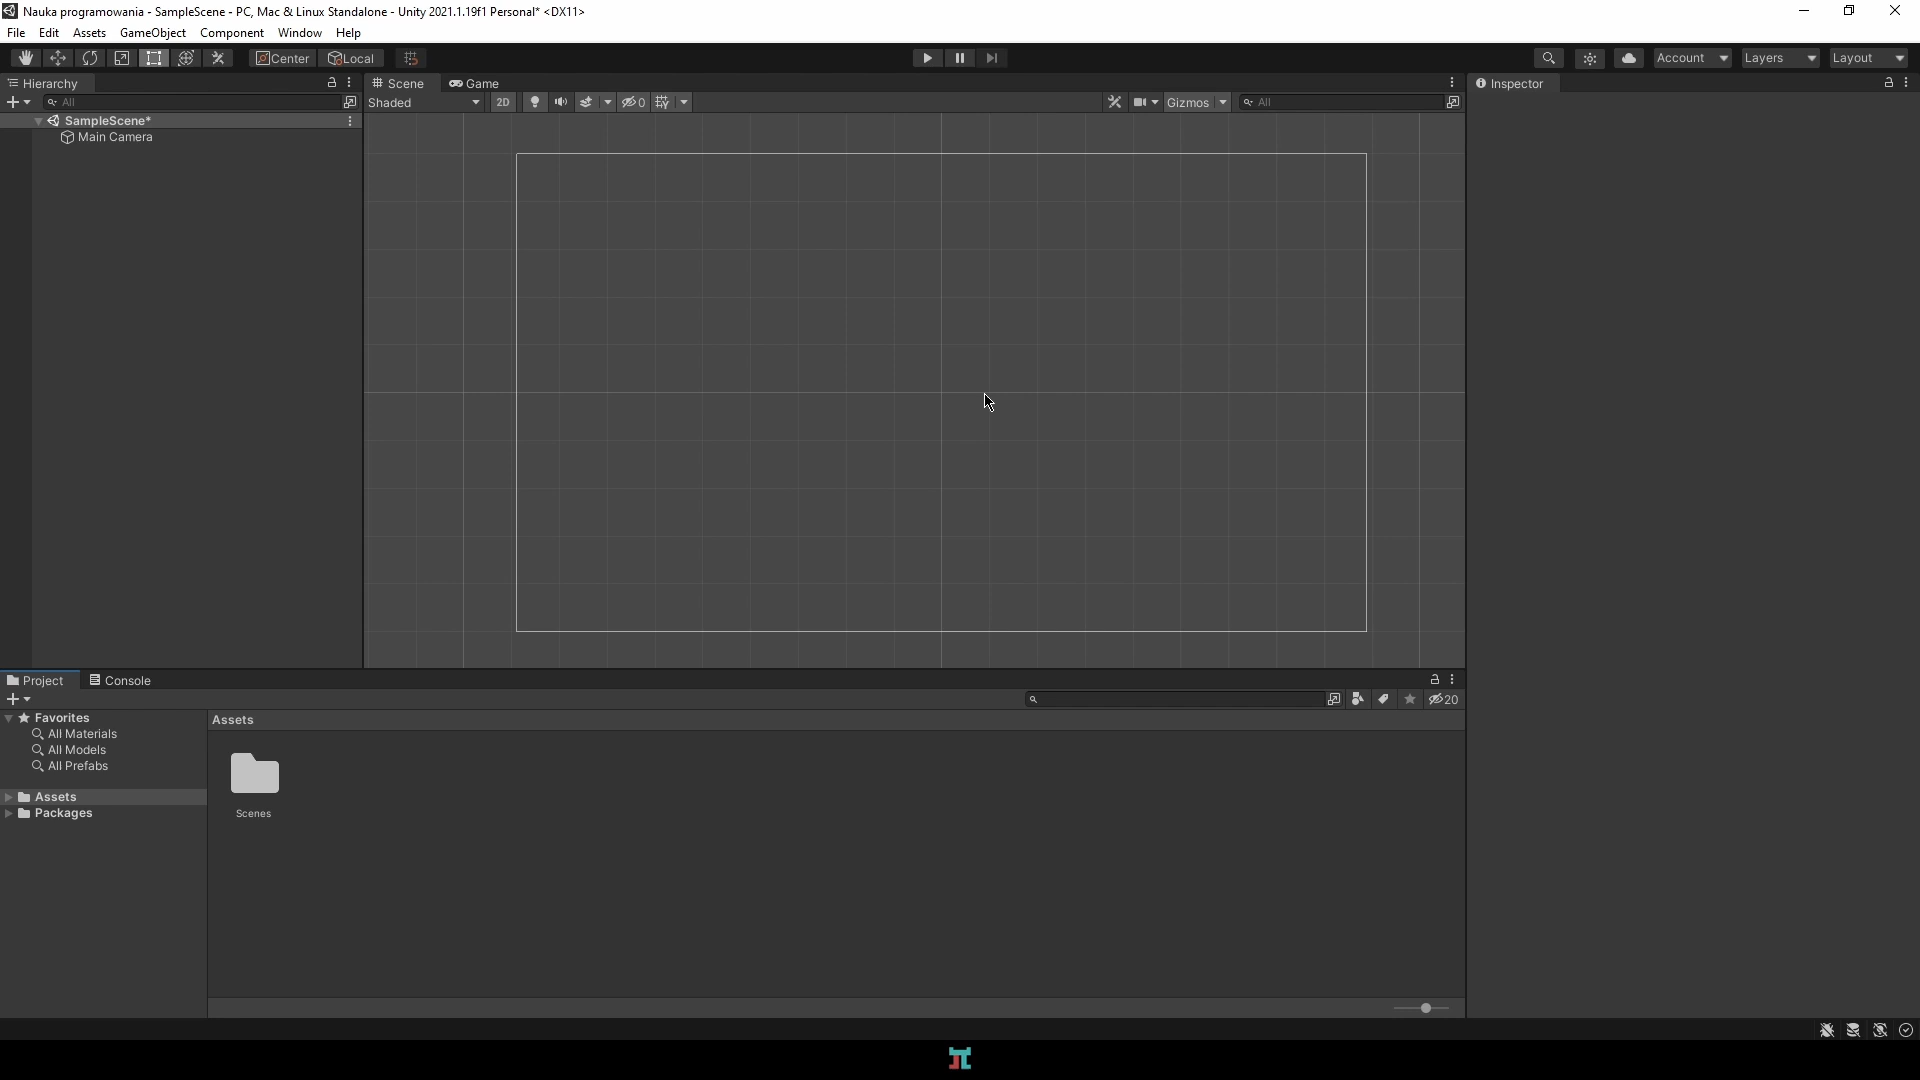 Nauka programowania - SampleScene - PC, Mac & Linux Standalone - Unity 2021.1.19f1 Personal* <DX11>
File Edit Assets GameObject Component Window Help
Center Local Account Layers Layout
Hierarchy Scene Game Inspector
All Shaded 2D 0 Gizmos All
SampleScene*
Main Camera
Project Console
20
Favorites Assets
All Materials
All Models
All Prefabs
Assets
Packages
Scenes